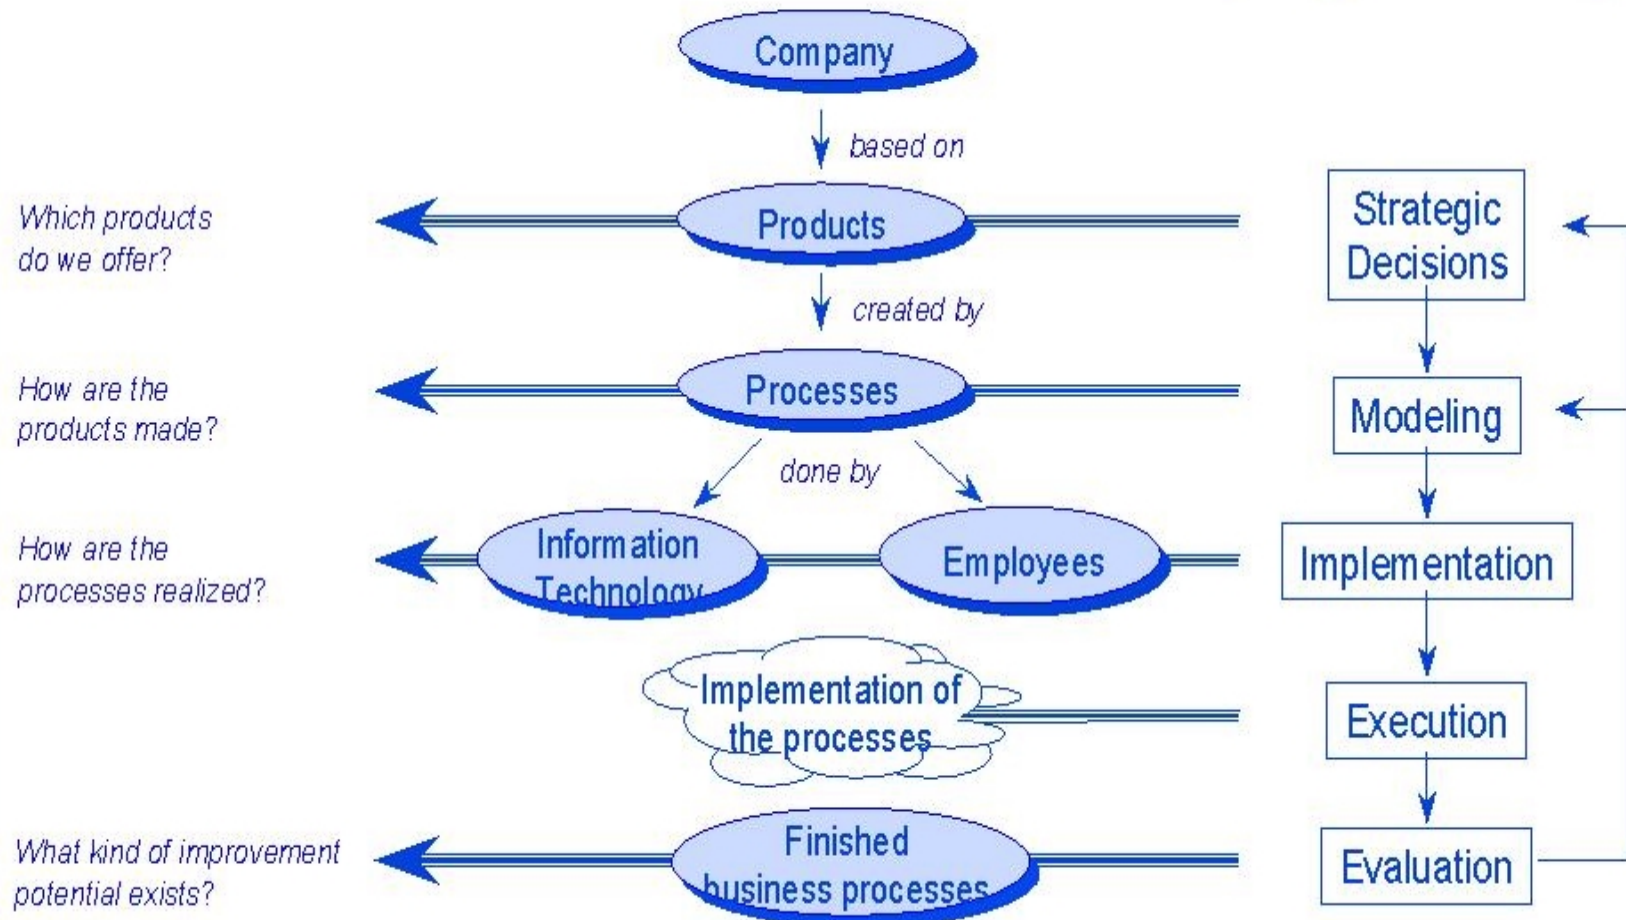 Company
based on
Which products
do we offer?
Products
Strategic
Decisions
created by
How are the
products made?
Processes
Modeling
done by
How are the
processes realized?
Information
Technology
Employees
Implementation
Implementation of
the processes
Execution
What kind of improvement
potential exists?
Finished
business processes
Evaluation